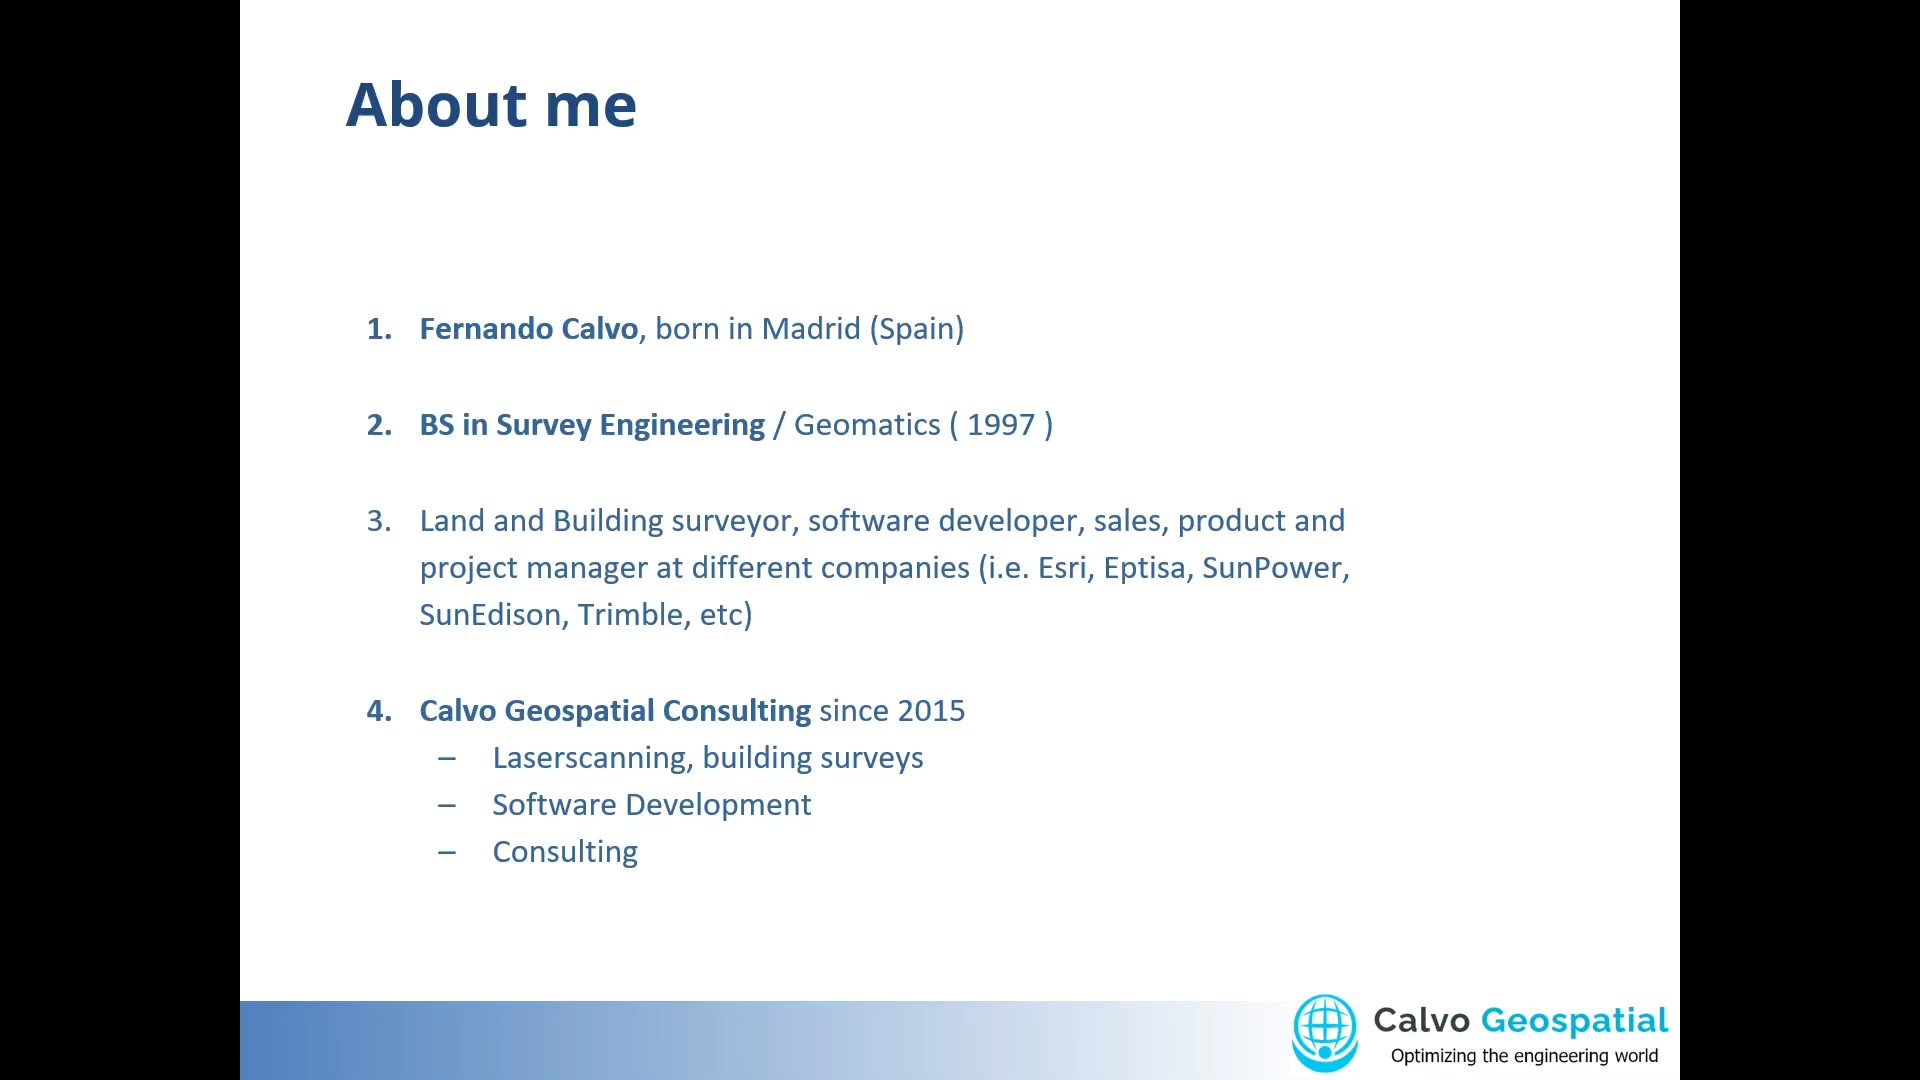 About me
1. Fernando Calvo, born in Madrid (Spain)
2. BS in Survey Engineering / Geomatics ( 1997 )
3. Land and Building surveyor, software developer, sales, product and
project manager at different companies (i.e. Esri, Eptisa, SunPower,
SunEdison, Trimble, etc)
4. Calvo Geospatial Consulting since 2015
– Laserscanning, building surveys
– Software Development
– Consulting
Calvo Geospatial
Optimizing the engineering world